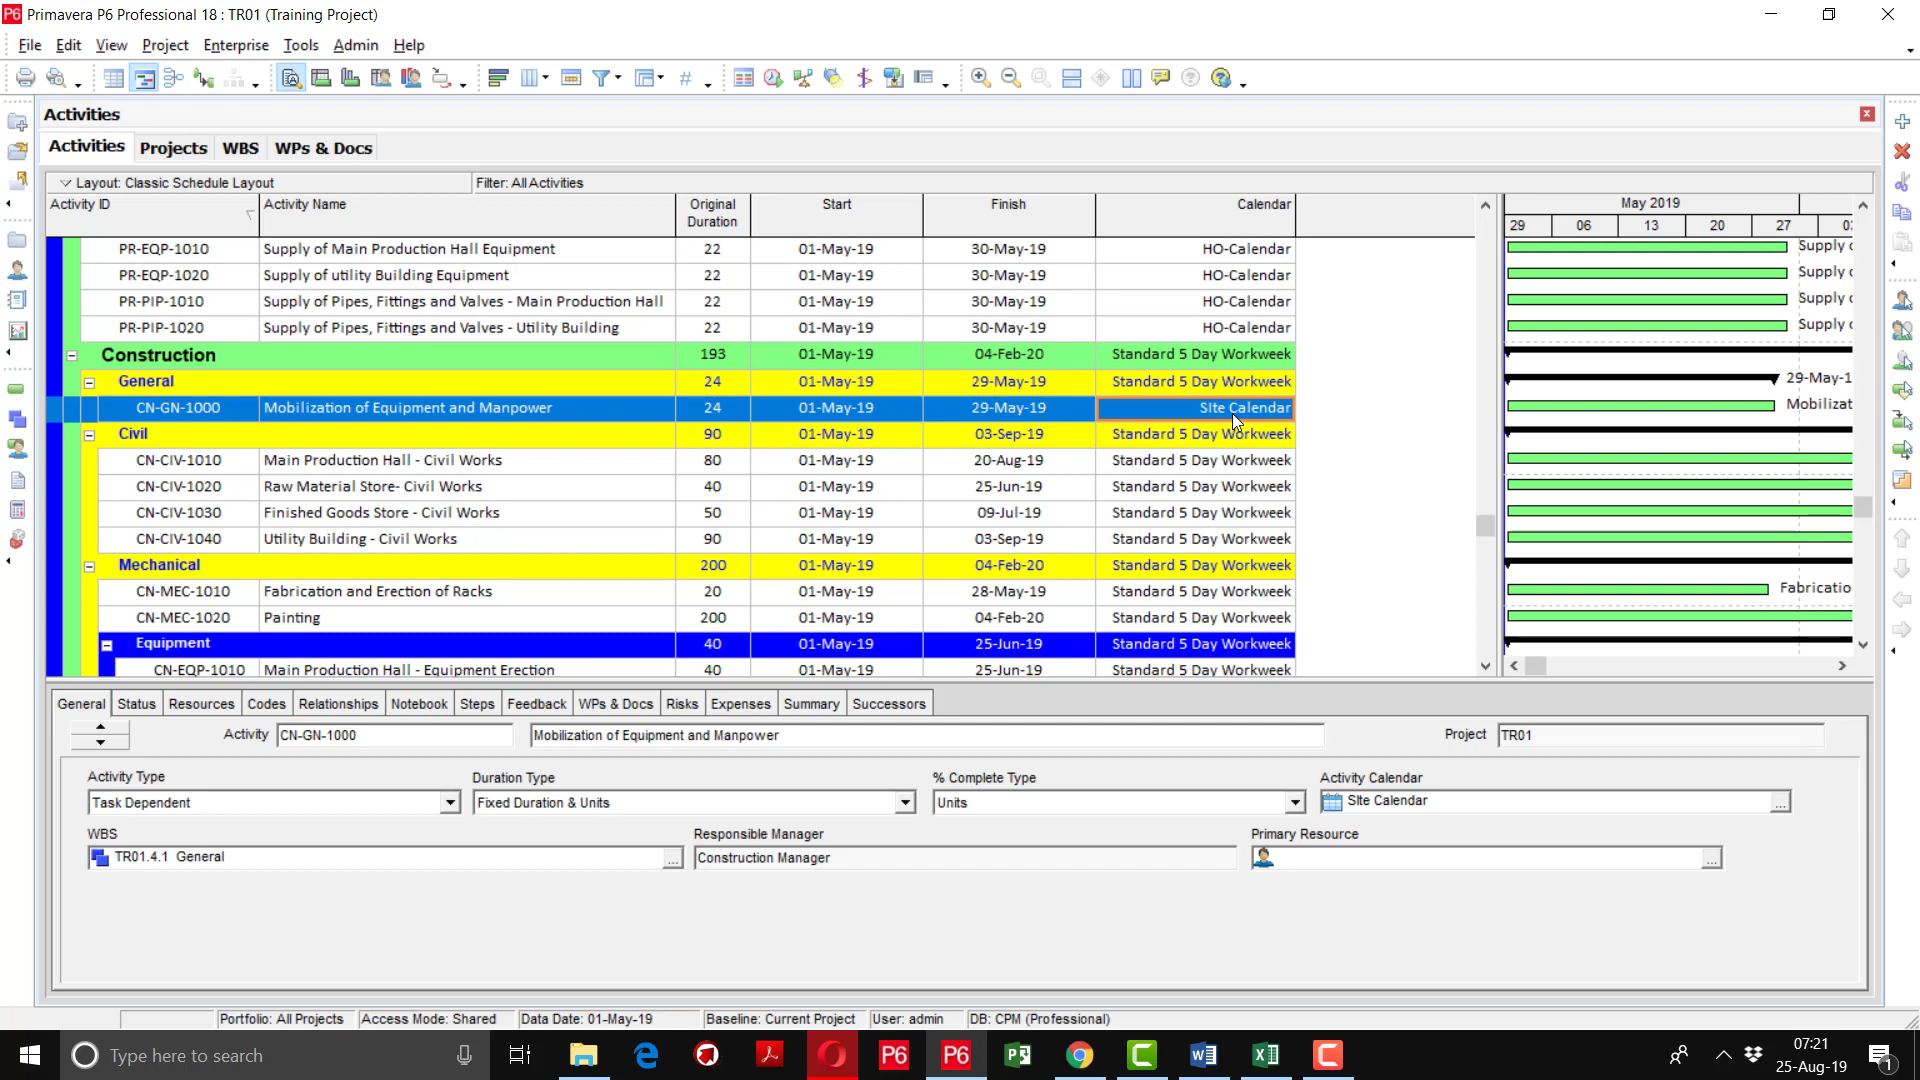 P6 Primavera P6 Professional 18 : TR01 (Training Project)
File Edit View Project Enterprise Tools Admin Help
Activities
Activities Projects WBS WPs & Docs
Layout: Classic Schedule Layout Filter: All Activities
Activity ID Activity Name Original Duration Start Finish Calendar May 2019
29 06 13 20 27
PR-EQP-1010 Supply of Main Production Hall Equipment 22 01-May-19 30-May-19 HO-Calendar Supply
PR-EQP-1020 Supply of utility Building Equipment 22 01-May-19 30-May-19 HO-Calendar Supply
PR-PIP-1010 Supply of Pipes, Fittings and Valves - Main Production Hall 22 01-May-19 30-May-19 HO-Calendar Supply
PR-PIP-1020 Supply of Pipes, Fittings and Valves - Utility Building 22 01-May-19 30-May-19 HO-Calendar Supply
Construction 193 01-May-19 04-Feb-20 Standard 5 Day Workweek
General 24 01-May-19 29-May-19 Standard 5 Day Workweek 29-May-1
CN-GN-1000 Mobilization of Equipment and Manpower 24 01-May-19 29-May-19 SIte Calendar Mobilizat
Civil 90 01-May-19 03-Sep-19 Standard 5 Day Workweek
CN-CIV-1010 Main Production Hall - Civil Works 80 01-May-19 20-Aug-19 Standard 5 Day Workweek
CN-CIV-1020 Raw Material Store- Civil Works 40 01-May-19 25-Jun-19 Standard 5 Day Workweek
CN-CIV-1030 Finished Goods Store - Civil Works 50 01-May-19 09-Jul-19 Standard 5 Day Workweek
CN-CIV-1040 Utility Building - Civil Works 90 01-May-19 03-Sep-19 Standard 5 Day Workweek
Mechanical 200 01-May-19 04-Feb-20 Standard 5 Day Workweek
CN-MEC-1010 Fabrication and Erection of Racks 20 01-May-19 28-May-19 Standard 5 Day Workweek Fabricatio
CN-MEC-1020 Painting 200 01-May-19 04-Feb-20 Standard 5 Day Workweek
Equipment 40 01-May-19 25-Jun-19 Standard 5 Day Workweek
CN-EQP-1010 Main Production Hall - Equipment Erection 40 01-May-19 25-Jun-19 Standard 5 Day Workweek
General Status Resources Codes Relationships Notebook Steps Feedback WPs & Docs Risks Expenses Summary Successors
Activity CN-GN-1000 Mobilization of Equipment and Manpower Project TR01
Activity Type Duration Type % Complete Type Activity Calendar
Task Dependent Fixed Duration & Units Units SIte Calendar ...
WBS Responsible Manager Primary Resource
TR01.4.1 General ... Construction Manager ...
Portfolio: All Projects Access Mode: Shared Data Date: 01-May-19 Baseline: Current Project User: admin DB: CPM (Professional)
Type here to search P6 P6 07:21
25-Aug-19 1